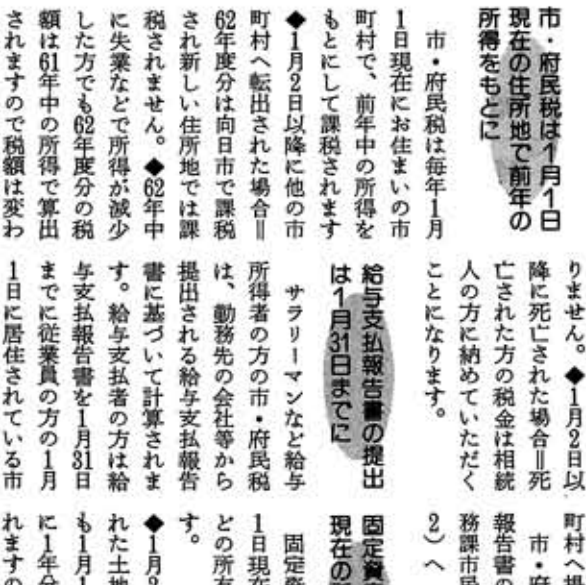 市・府民税は1月1日
現在の住所地で前年の
所得をもとに
市・府民税は毎年1月
1日現在にお住まいの市
町村で、前年中の所得を
もとにして課税されます
◆1月2日以降に他の市
町村へ転出された場合＝
62年度分は向日市で課税
され新しい住所地では課
税されません。◆62年中
に失業などで所得が減少
した方でも62年度分の税
額は61年中の所得で算出
されますので税額は変わ
りません。◆1月2日以
降に死亡された場合＝死
亡された方の税金は相続
人の方に納めていただく
ことになります。
給与支払報告書の提出
は1月31日までに
サラリーマンなど給与
所得者の方の市・府民税
は、勤務先の会社等から
提出される給与支払報告
書に基づいて計算されま
す。給与支払者の方は給
与支払報告書を1月31日
までに従業員の方の1月
1日に居住されている市
町村へ
市・府
報告書の
務課市民
2）へ
固定資
現在の
固定資
1日現在
との所有
す。
◆1月2
れた土地
も1月1
に1年分
れますの